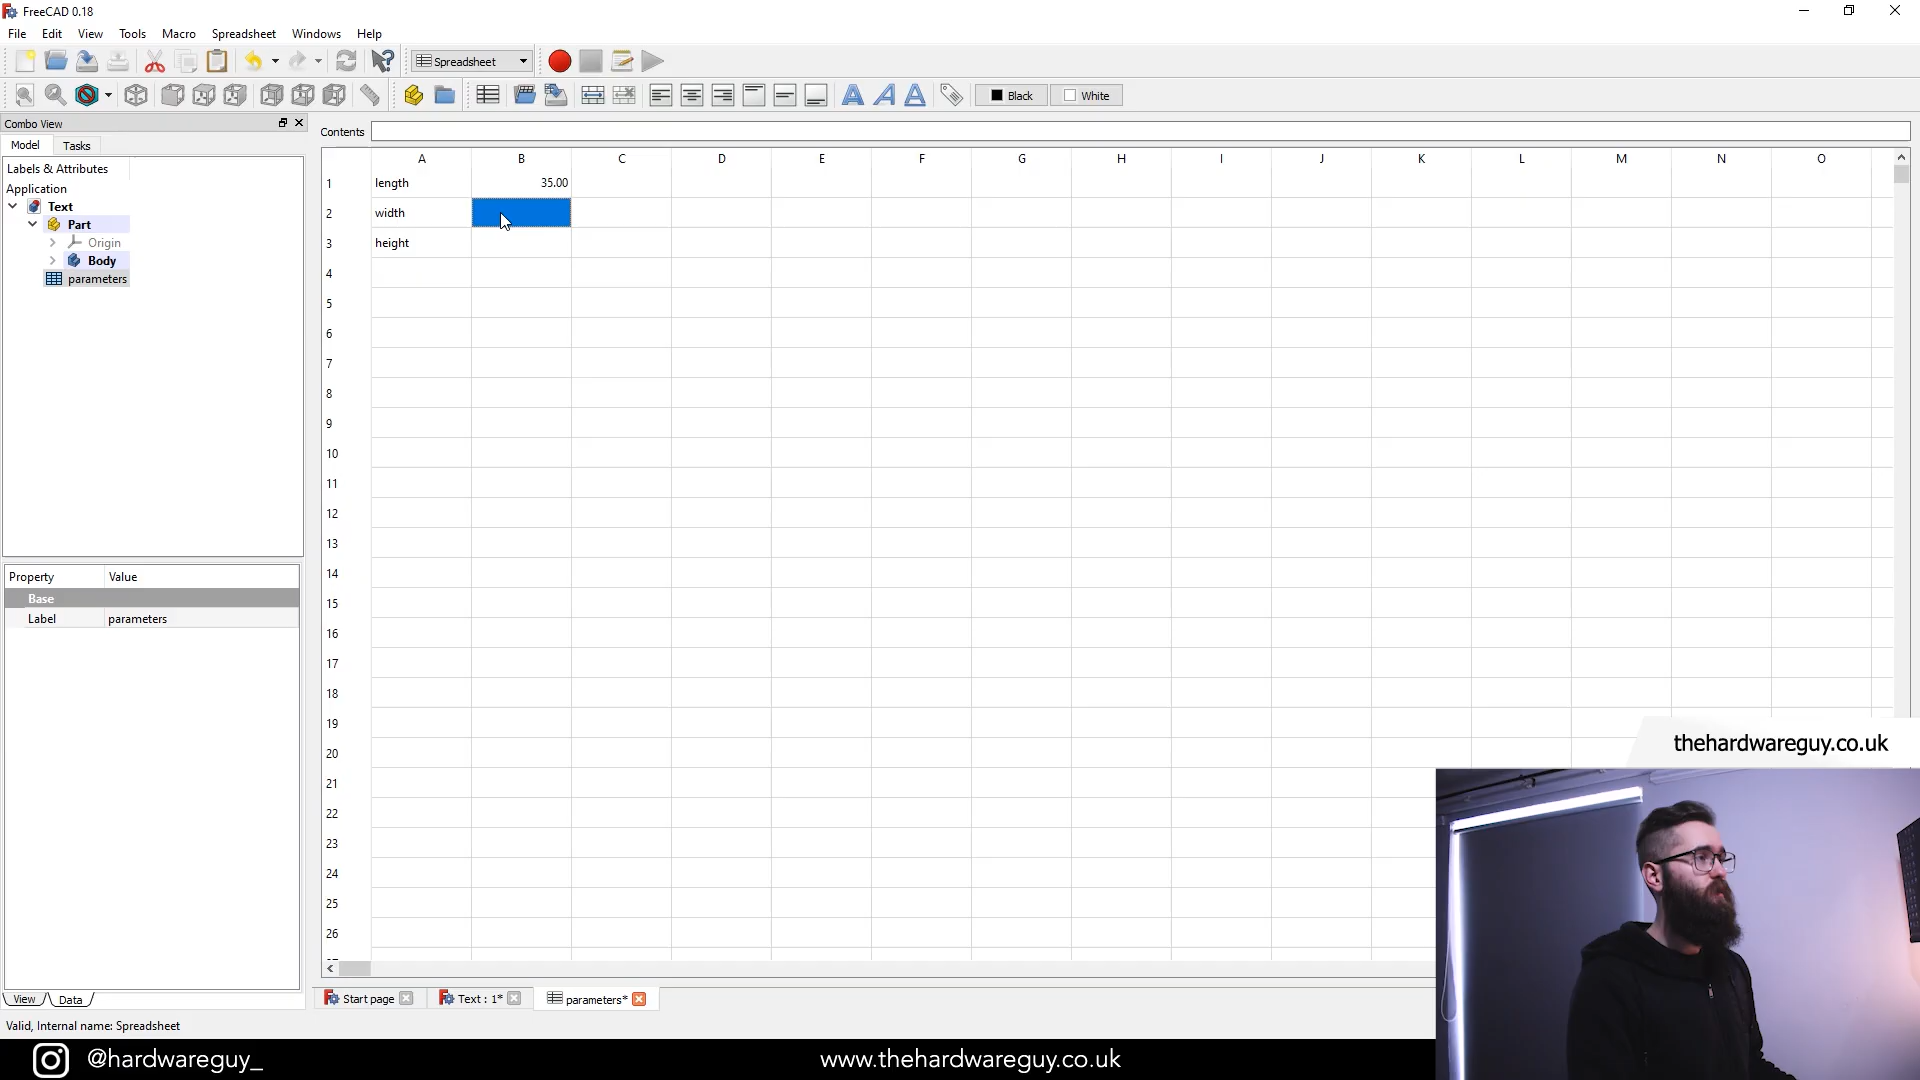 FreeCAD 0.18
File Edit View Tools Macro Spreadsheet Windows Help
Spreadsheet
Black White
Combo View
Model Tasks
Labels & Attributes
Application
Text
Part
Origin
Body
parameters
Property Value
Base
Label parameters
View Data
Contents
A B C D E F G H I J K L M N O
1 length 35.00
2 width
3 height
4
5
6
7
8
9
10
11
12
13
14
15
16
17
18
19
20
21
22
23
24
25
26
Start page Text : 1* parameters*
Valid, Internal name: Spreadsheet
thehardwareguy.co.uk
@hardwareguy_ www.thehardwareguy.co.uk